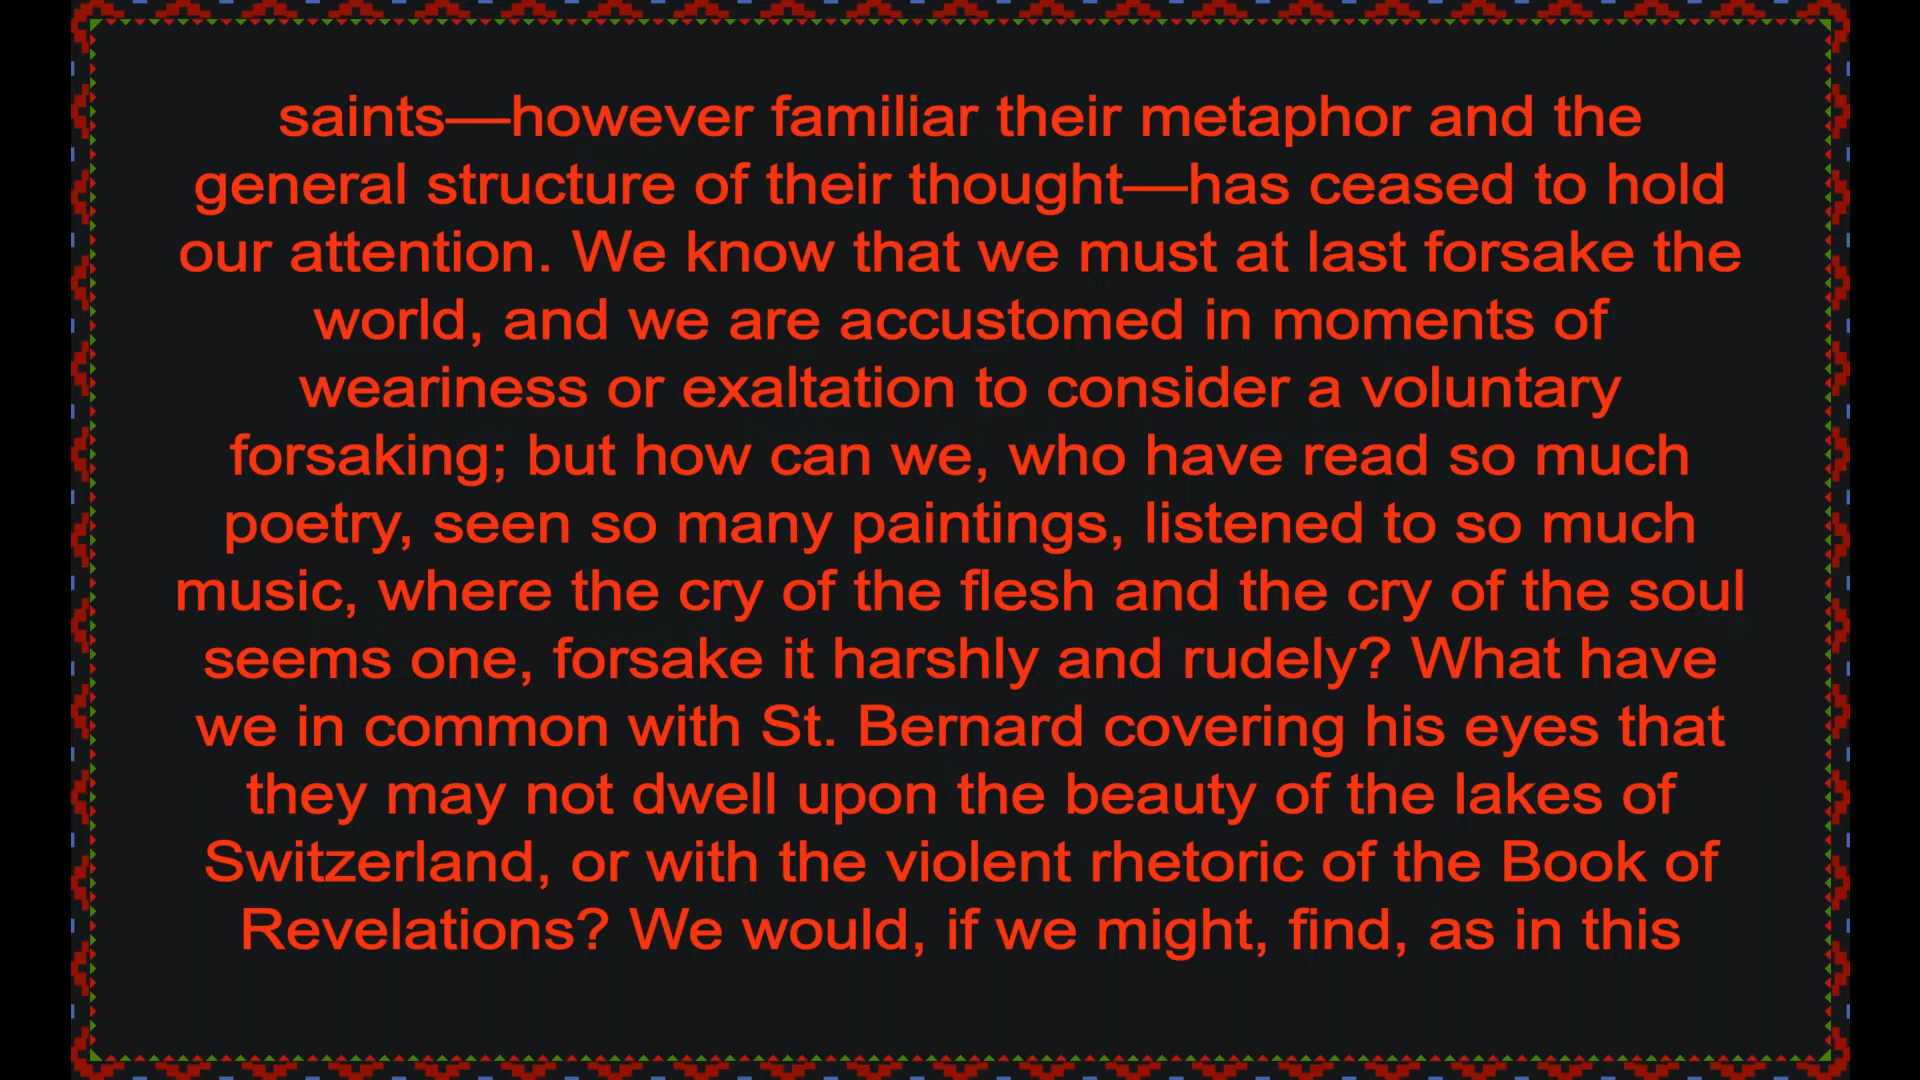 saints—however familiar their metaphor and the
general structure of their thought—has ceased to hold
our attention. We know that we must at last forsake the
world, and we are accustomed in moments of
weariness or exaltation to consider a voluntary
forsaking; but how can we, who have read so much
poetry, seen so many paintings, listened to so much
music, where the cry of the flesh and the cry of the soul
seems one, forsake it harshly and rudely? What have
we in common with St. Bernard covering his eyes that
they may not dwell upon the beauty of the lakes of
Switzerland, or with the violent rhetoric of the Book of
Revelations? We would, if we might, find, as in this